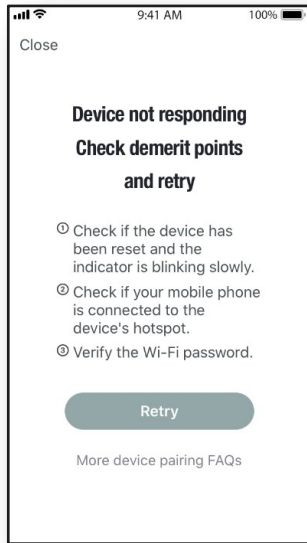 9:41 AM
100%
Close
Device not responding
Check demerit points
and retry
① Check if the device has
been reset and the
indicator is blinking slowly.
② Check if your mobile phone
is connected to the
device's hotspot.
③ Verify the Wi-Fi password.
Retry
More device pairing FAQs